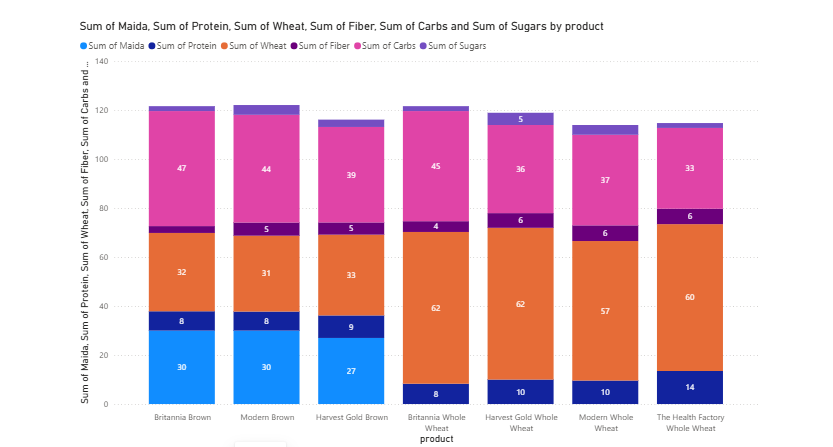 Sum of Maida, Sum of Protein, Sum of Wheat, Sum of Fiber, Sum of Carbs and Sum of Sugars by product
Sum of Maida Sum of Protein Sum of Wheat Sum of Fiber Sum of Carbs Sum of Sugars
Sum of Maida, Sum of Protein, Sum of Wheat, Sum of Fiber, Sum of Carbs and ...
140
120
100
80
60
40
20
0
47
32
8
30
44
5
31
8
30
39
5
33
9
27
45
4
62
8
5
36
6
62
10
37
6
57
10
33
6
60
14
Britannia Brown
Modern Brown
Harvest Gold Brown
Britannia Whole
Wheat
Harvest Gold Whole
Wheat
Modern Whole
Wheat
The Health Factory
Whole Wheat
product